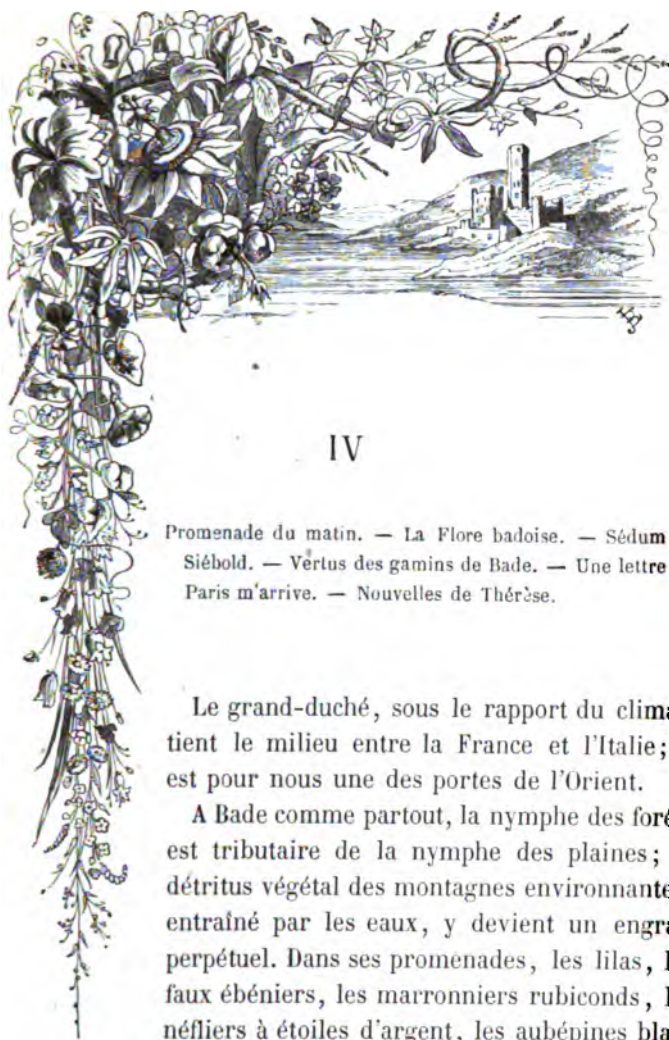 IV
Promenade du matin. — La Flore badoise. — Sédum
Siébold. — Vertus des gamins de Bade. — Une lettre
Paris m'arrive. — Nouvelles de Thérèse.
Le grand-duché, sous le rapport du clima
tient le milieu entre la France et l'Italie;
est pour nous une des portes de l'Orient.
A Bade comme partout, la nymphe des foré
est tributaire de la nymphe des plaines;
détritus végétal des montagnes environnante
entraîné par les eaux, y devient un engra
perpétuel. Dans ses promenades, les lilas, l
faux ébéniers, les marronniers rubiconds, l
néfliers à étoiles d'argent, les aubépines bla